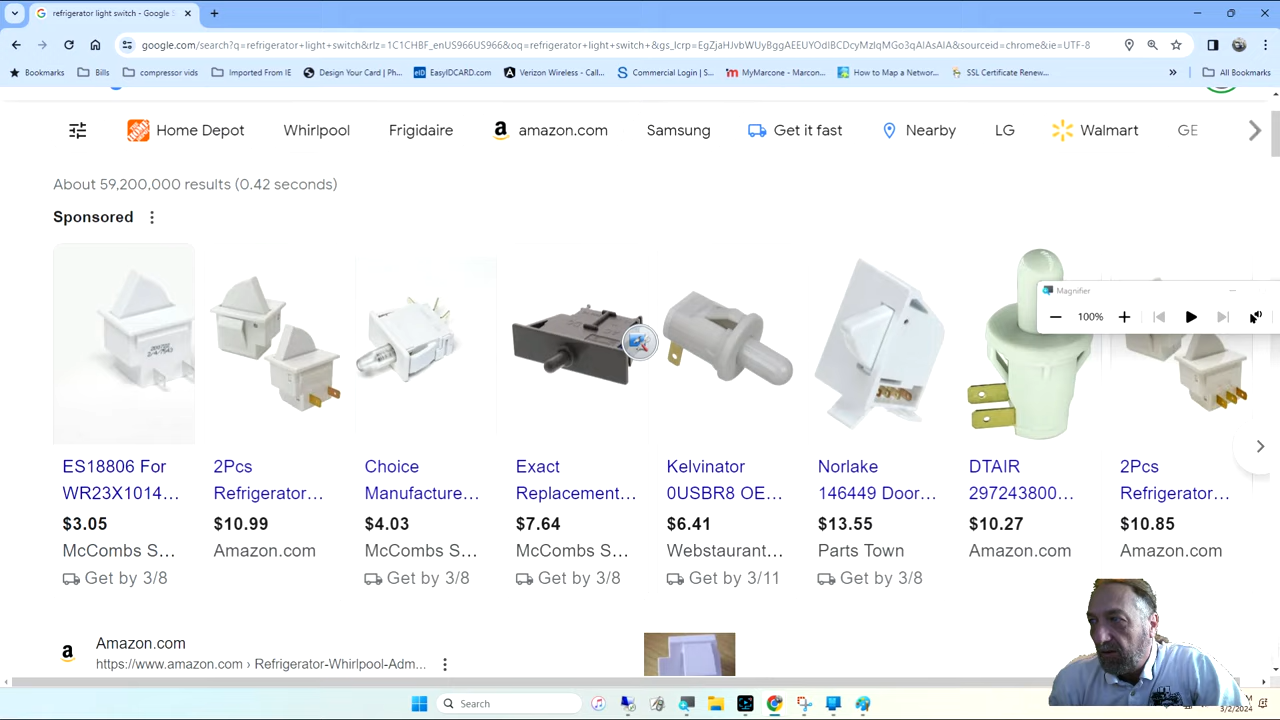 refrigerator light switch - Google S
google.com/search?q=refrigerator+light+switch&rlz=1C1CHBF_enUS966US966&oq=refrigerator+light+switch+&gs_lcrp=EgZjaHJvbWUyBggAEEUYOdIBCDcyMzlqMGo3qAIAsAIA&sourceid=chrome&ie=UTF-8
Bookmarks
Bills
compressor vids
Imported From IE
Design Your Card | Ph...
EasyIDCARD.com
Verizon Wireless - Call...
Commercial Login | S...
MyMarcone - Marcon...
How to Map a Networ...
SSL Certificate Renew...
»
All Bookmarks
Home Depot
Whirlpool
Frigidaire
amazon.com
Samsung
Get it fast
Nearby
LG
Walmart
GE
About 59,200,000 results (0.42 seconds)
Sponsored
Magnifier
100%
ES18806 For
WR23X1014...
$3.05
McCombs S...
Get by 3/8
2Pcs
Refrigerator...
$10.99
Amazon.com
Choice
Manufacture...
$4.03
McCombs S...
Get by 3/8
Exact
Replacement...
$7.64
McCombs S...
Get by 3/8
Kelvinator
0USBR8 OE...
$6.41
Webstaurant...
Get by 3/11
Norlake
146449 Door...
$13.55
Parts Town
Get by 3/8
DTAIR
297243800...
$10.27
Amazon.com
2Pcs
Refrigerator...
$10.85
Amazon.com
Amazon.com
https://www.amazon.com › Refrigerator-Whirlpool-Adm...
Search
3/2/2024